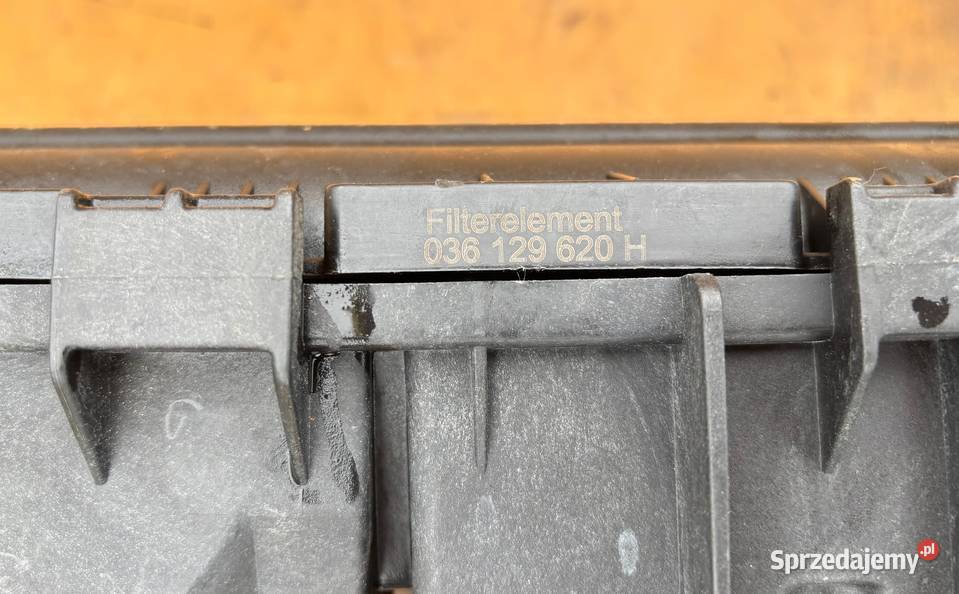 Filterelement
036 129 620 H
Sprzedajemy.pl